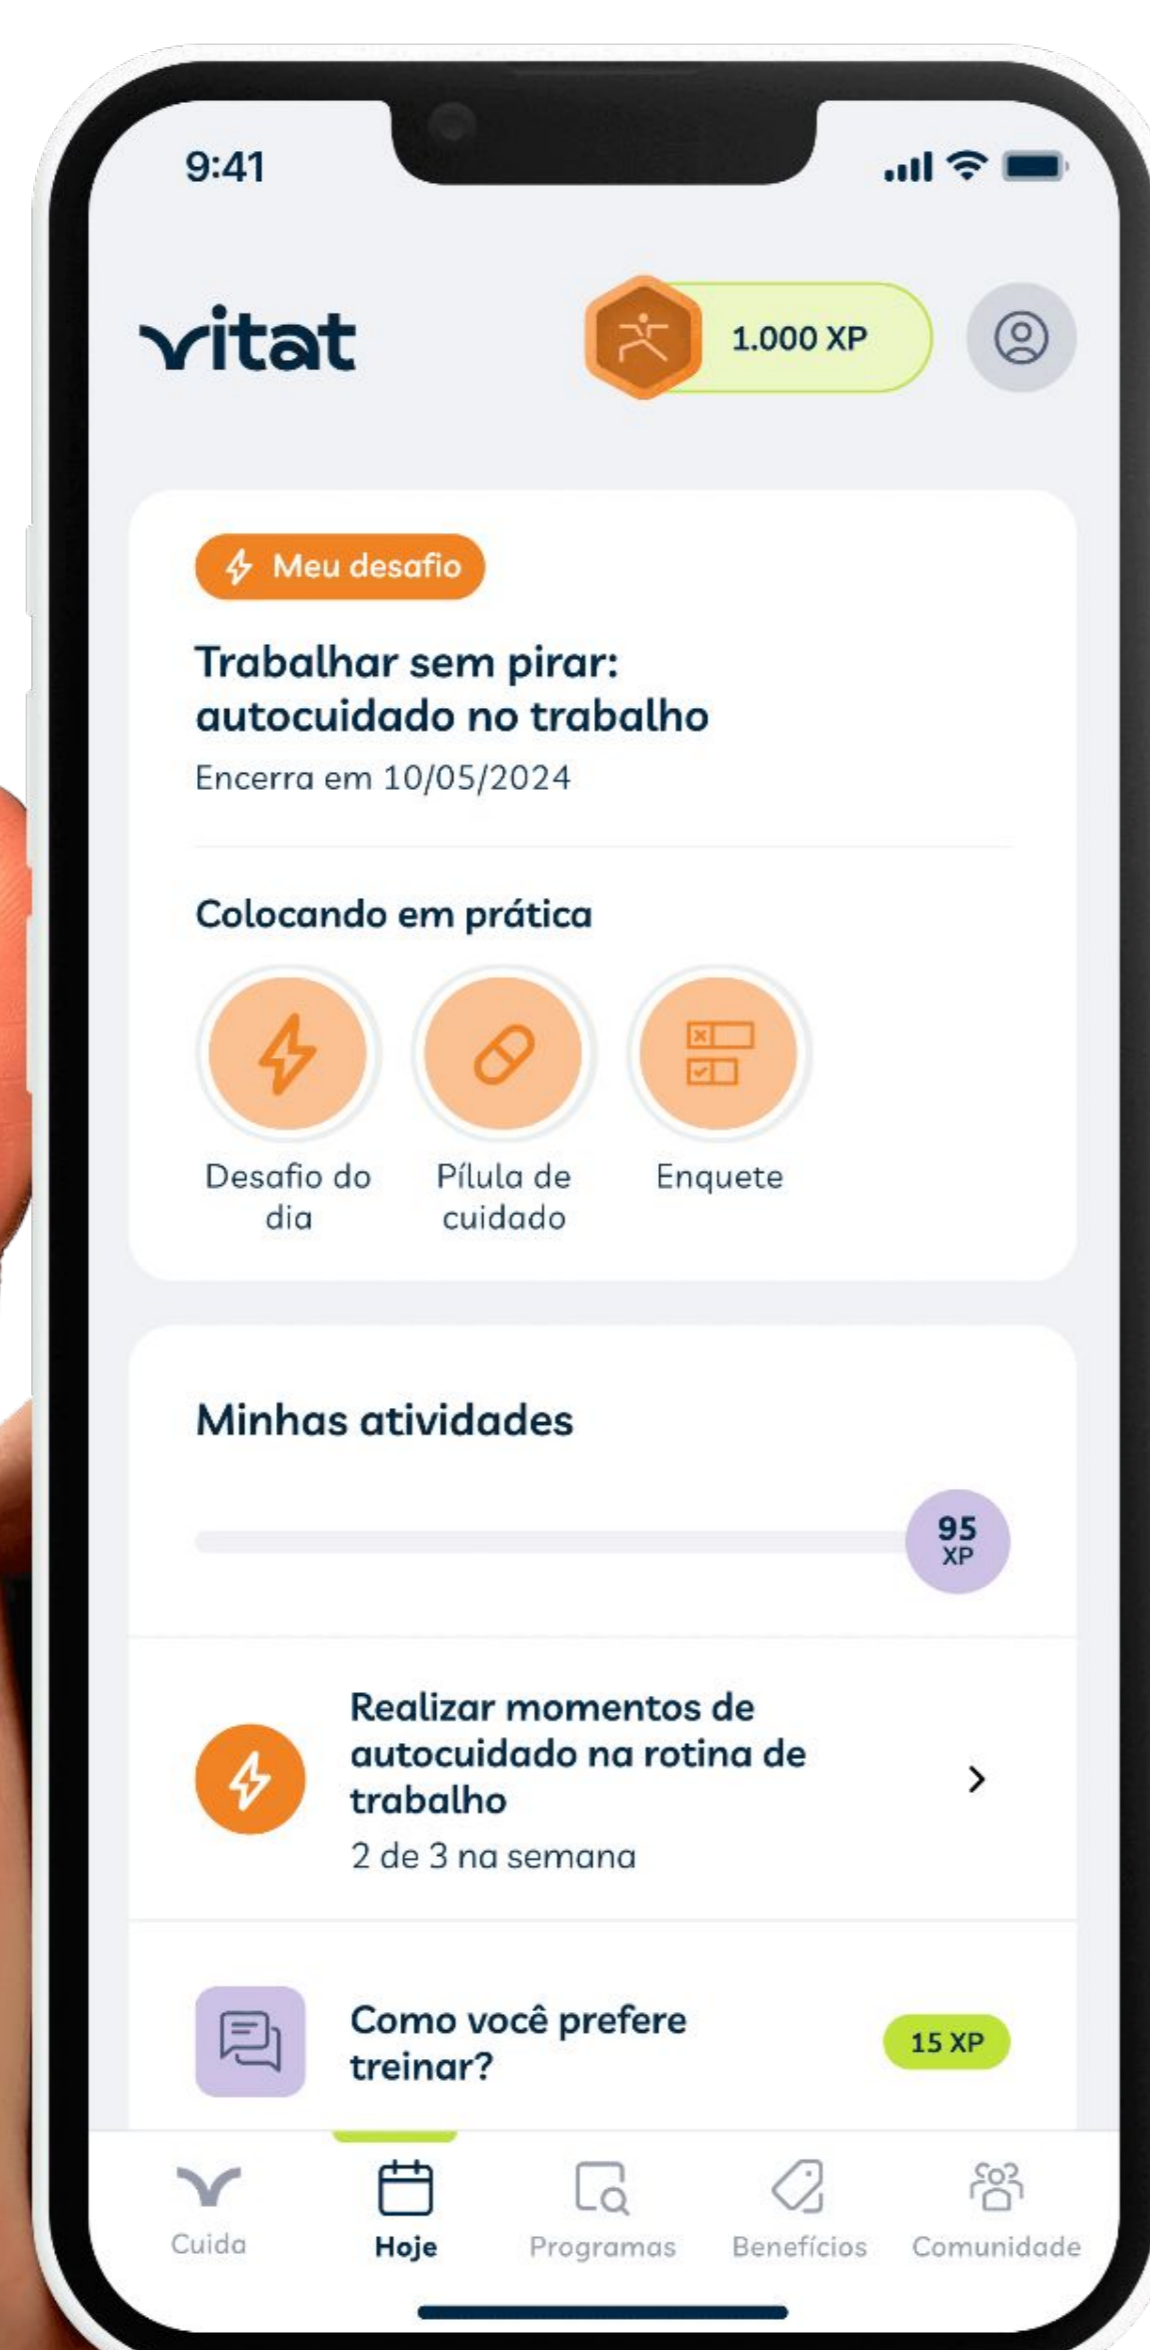 9:41
vitat
1.000 XP
Meu desafio
Trabalhar sem pirar:
autocuidado no trabalho
Encerra em 10/05/2024
Colocando em prática
Desafio do
dia
Pílula de
cuidado
Enquete
Minhas atividades
95
XP
Realizar momentos de
autocuidado na rotina de
trabalho
2 de 3 na semana
Como você prefere
treinar?
15 XP
Cuida
Hoje
Programas
Benefícios
Comunidade